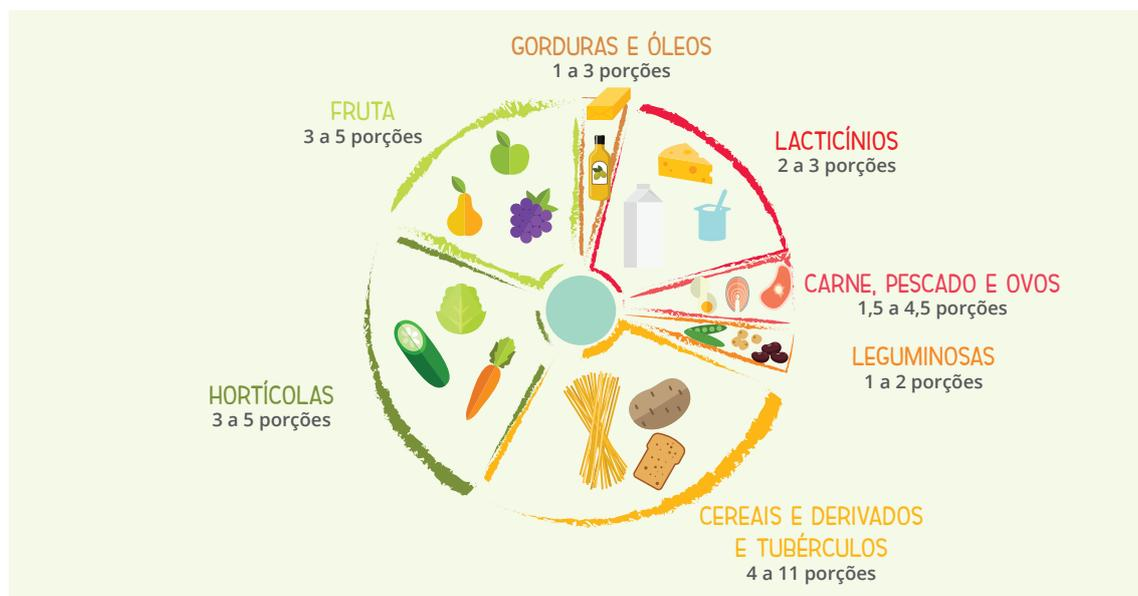 GORDURAS E ÓLEOS
1 a 3 porções
FRUTA
3 a 5 porções
LACTICÍNIOS
2 a 3 porções
CARNE, PESCADO E OVOS
1,5 a 4,5 porções
LEGUMINOSAS
1 a 2 porções
HORTÍCOLAS
3 a 5 porções
CEREAIS E DERIVADOS
E TUBÉRCULOS
4 a 11 porções